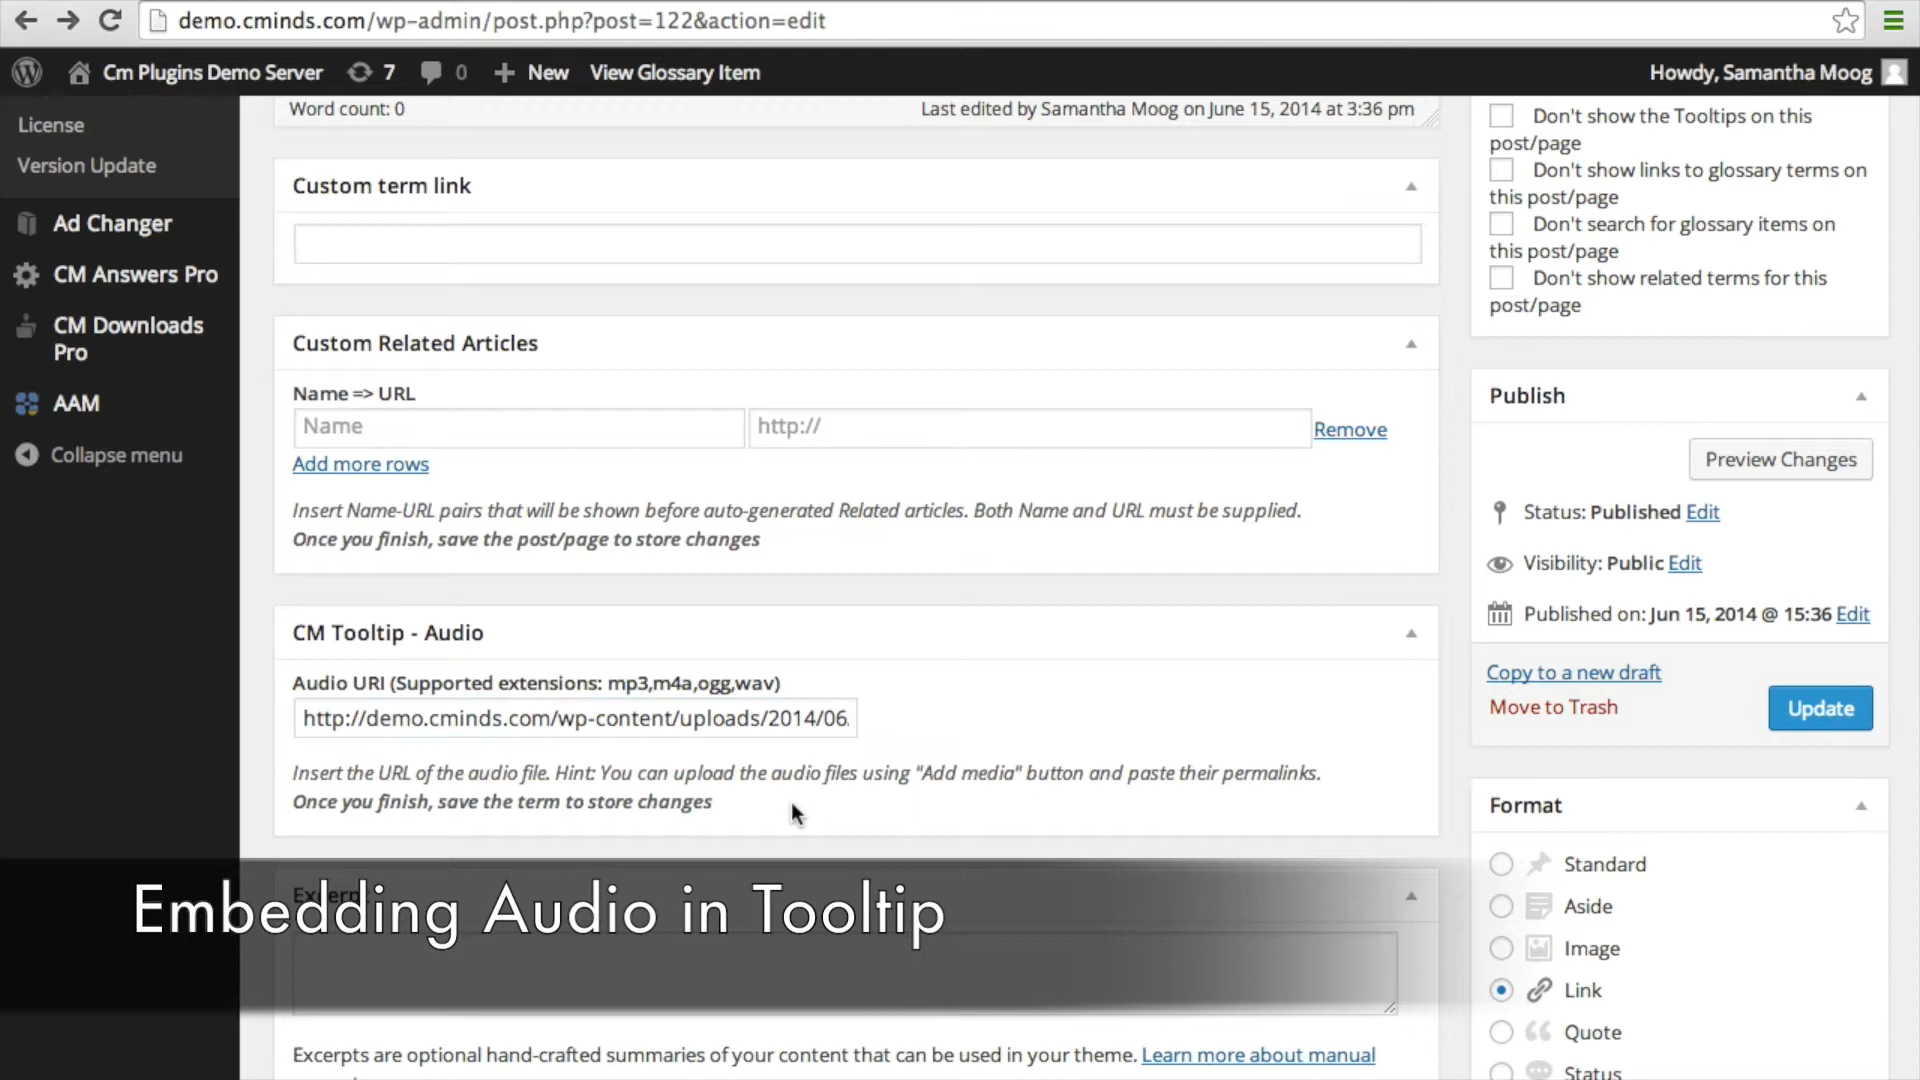 demo.cminds.com/wp-admin/post.php?post=122&action=edit
Cm Plugins Demo Server 7 0 New View Glossary Item Howdy, Samantha Moog
License
Version Update
Ad Changer
CM Answers Pro
CM Downloads
Pro
AAM
Collapse menu
Word count: 0 Last edited by Samantha Moog on June 15, 2014 at 3:36 pm
Custom term link
Custom Related Articles
Name => URL
Name http:// Remove
Add more rows
Insert Name-URL pairs that will be shown before auto-generated Related articles. Both Name and URL must be supplied.
Once you finish, save the post/page to store changes
CM Tooltip - Audio
Audio URI (Supported extensions: mp3,m4a,ogg,wav)
http://demo.cminds.com/wp-content/uploads/2014/06.
Insert the URL of the audio file. Hint: You can upload the audio files using "Add media" button and paste their permalinks.
Once you finish, save the term to store changes
Excerpt
Embedding Audio in Tooltip
Excerpts are optional hand-crafted summaries of your content that can be used in your theme. Learn more about manual
Don't show the Tooltips on this
post/page
Don't show links to glossary terms on
this post/page
Don't search for glossary items on
this post/page
Don't show related terms for this
post/page
Publish
Preview Changes
Status: Published Edit
Visibility: Public Edit
Published on: Jun 15, 2014 @ 15:36 Edit
Copy to a new draft
Move to Trash
Update
Format
Standard
Aside
Image
Link
Quote
Status